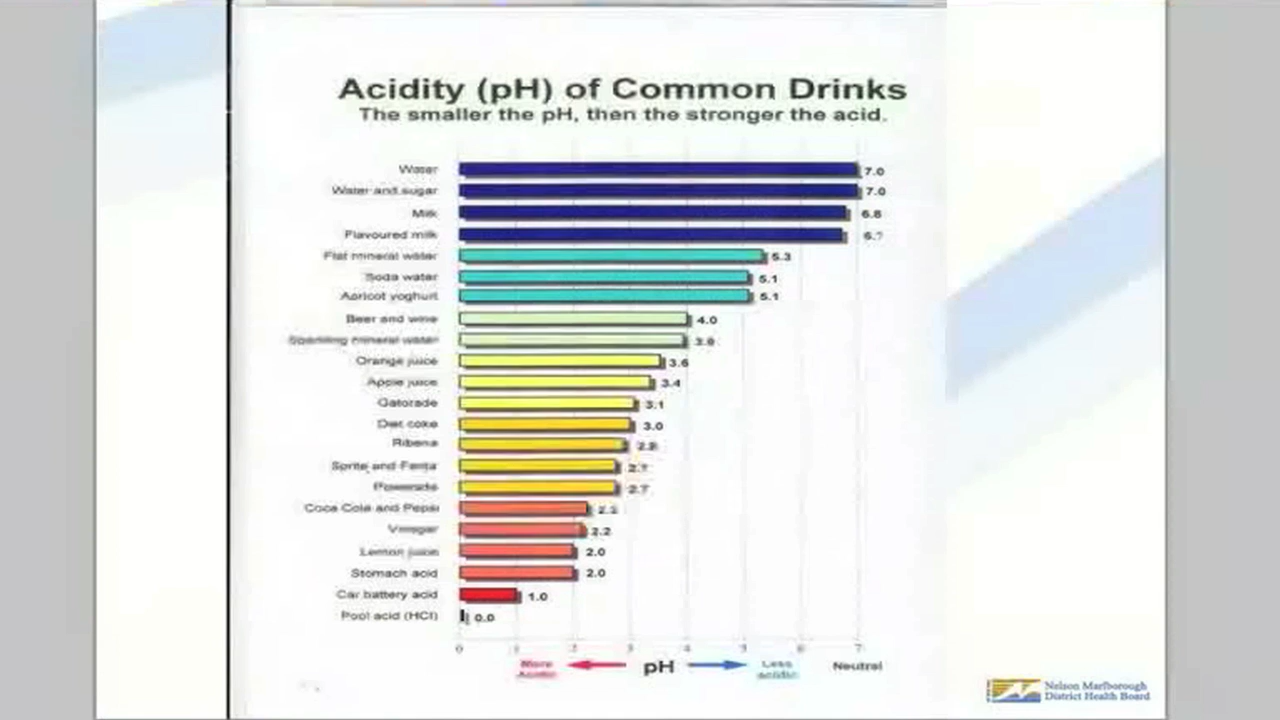 Acidity (pH) of Common Drinks
The smaller the pH, then the stronger the acid.
Water 7.0
Water and sugar 7.0
Milk 6.8
Flavoured milk 6.7
Flat mineral water 5.3
Soda water 5.1
Apricot yoghurt 5.1
Beer and wine 4.0
Sparkling mineral water
Orange juice 3.6
Apple juice 3.4
Gatorade 3.1
Diet coke 3.0
Ribena
Sprite and Fanta 2.7
Powerade 2.7
Coca Cola and Pepsi
Vinegar 2.2
Lemon juice 2.0
Stomach acid 2.0
Car battery acid 1.0
Pool acid (HCl) 0.0
0 1 2 3 4 5 6 7
More Acidic pH Less acidic Neutral
Nelson Marlborough
District Health Board